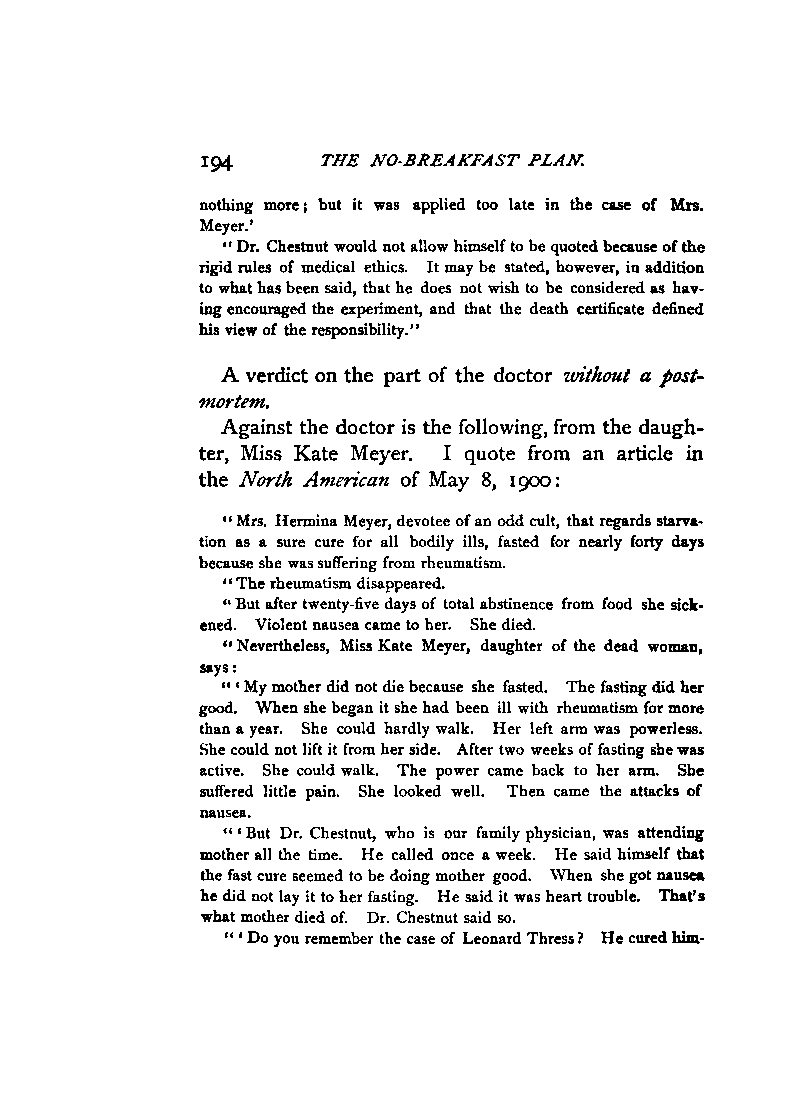 194 THE NO-BREAKFAST PLAN.
nothing more; but it was applied too late in the case of Mrs.
Meyer.'
"Dr. Chestnut would not allow himself to be quoted because of the
rigid rules of medical ethics. It may be stated, however, in addition
to what has been said, that he does not wish to be considered as hav-
ing encouraged the experiment, and that the death certificate defined
his view of the responsibility."
A verdict on the part of the doctor without a post-
mortem.
Against the doctor is the following, from the daugh-
ter, Miss Kate Meyer. I quote from an article in
the North American of May 8, 1900:
"Mrs. Hermina Meyer, devotee of an odd cult, that regards starva-
tion as a sure cure for all bodily ills, fasted for nearly forty days
because she was suffering from rheumatism.
"The rheumatism disappeared.
"But after twenty-five days of total abstinence from food she sick-
ened. Violent nausea came to her. She died.
"Nevertheless, Miss Kate Meyer, daughter of the dead woman,
says:
"'My mother did not die because she fasted. The fasting did her
good. When she began it she had been ill with rheumatism for more
than a year. She could hardly walk. Her left arm was powerless.
She could not lift it from her side. After two weeks of fasting she was
active. She could walk. The power came back to her arm. She
suffered little pain. She looked well. Then came the attacks of
nausea.
"'But Dr. Chestnut, who is our family physician, was attending
mother all the time. He called once a week. He said himself that
the fast cure seemed to be doing mother good. When she got nausea
he did not lay it to her fasting. He said it was heart trouble. That's
what mother died of. Dr. Chestnut said so.
"'Do you remember the case of Leonard Thress? He cured him-